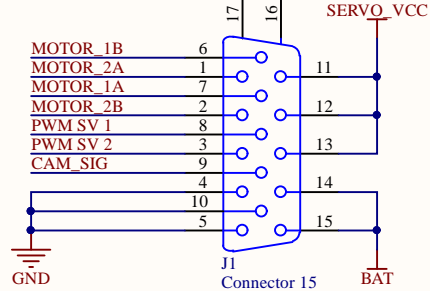 17
16
SERVO_VCC
MOTOR_1B 6
MOTOR_2A 1 11
MOTOR_1A 7
MOTOR_2B 2 12
PWM SV 1 8
PWM SV 2 3 13
CAM_SIG 9
4 14
10
5 15
GND
J1
Connector 15
BAT